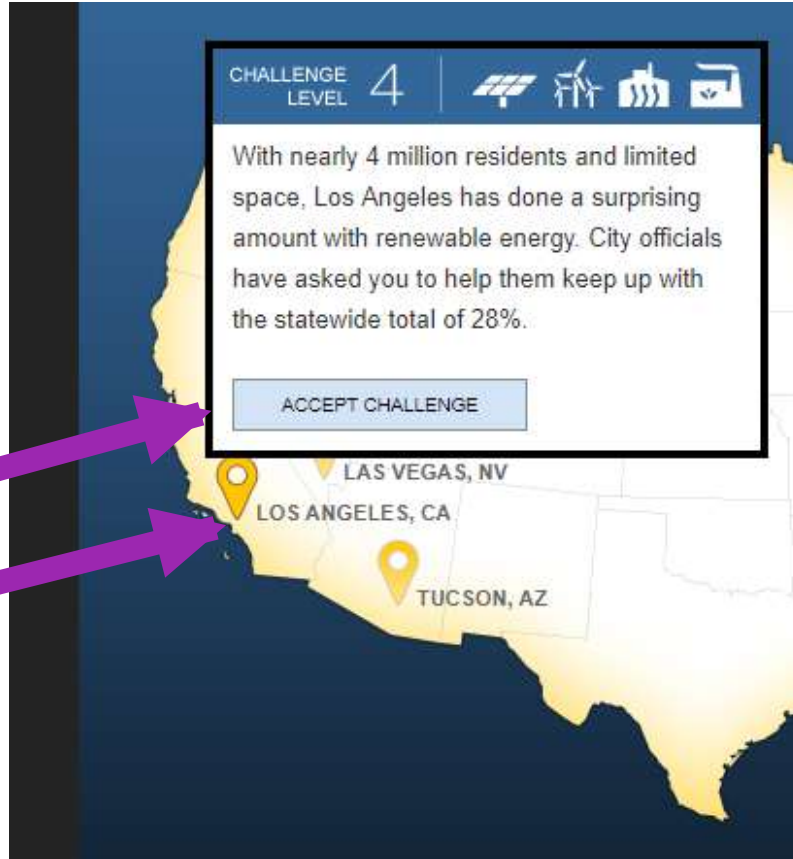 CHALLENGE
LEVEL 4
With nearly 4 million residents and limited
space, Los Angeles has done a surprising
amount with renewable energy. City officials
have asked you to help them keep up with
the statewide total of 28%.
ACCEPT CHALLENGE
LAS VEGAS, NV
LOS ANGELES, CA
TUCSON, AZ